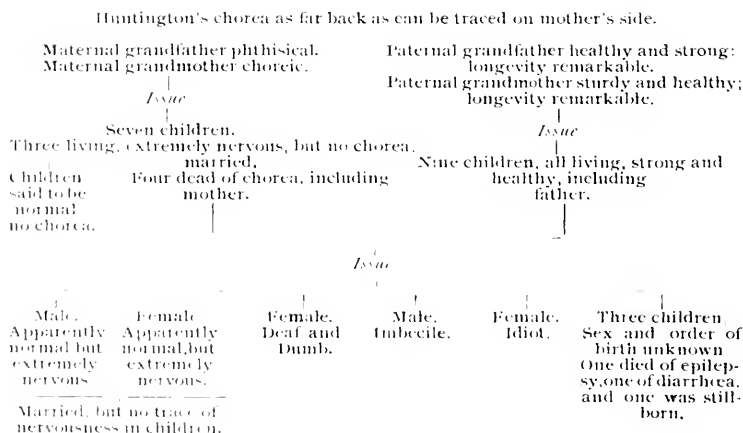 Huntington's chorea as far back as can be traced on mother's side.
Maternal grandfather phthisical.
Maternal grandmother choreic.
Issue
Seven children.
Three living, extremely nervous, but no chorea,
married.
Children
said to be
normal
no chorea.
Four dead of chorea, including
mother.
Paternal grandfather healthy and strong:
longevity remarkable.
Paternal grandmother sturdy and healthy;
longevity remarkable.
Issue
Nine children, all living, strong and
healthy, including
father.
Issue
Male.
Apparently
normal but
extremely
nervous
Female
Apparently
normal, but
extremely
nervous.
Married, but no trace of
nervousness in children.
Female.
Deaf and
Dumb.
Male.
Imbecile.
Female.
Idiot.
Three children
Sex and order of
birth unknown
One died of epilep-
sy, one of diarrhœa,
and one was still-
born.